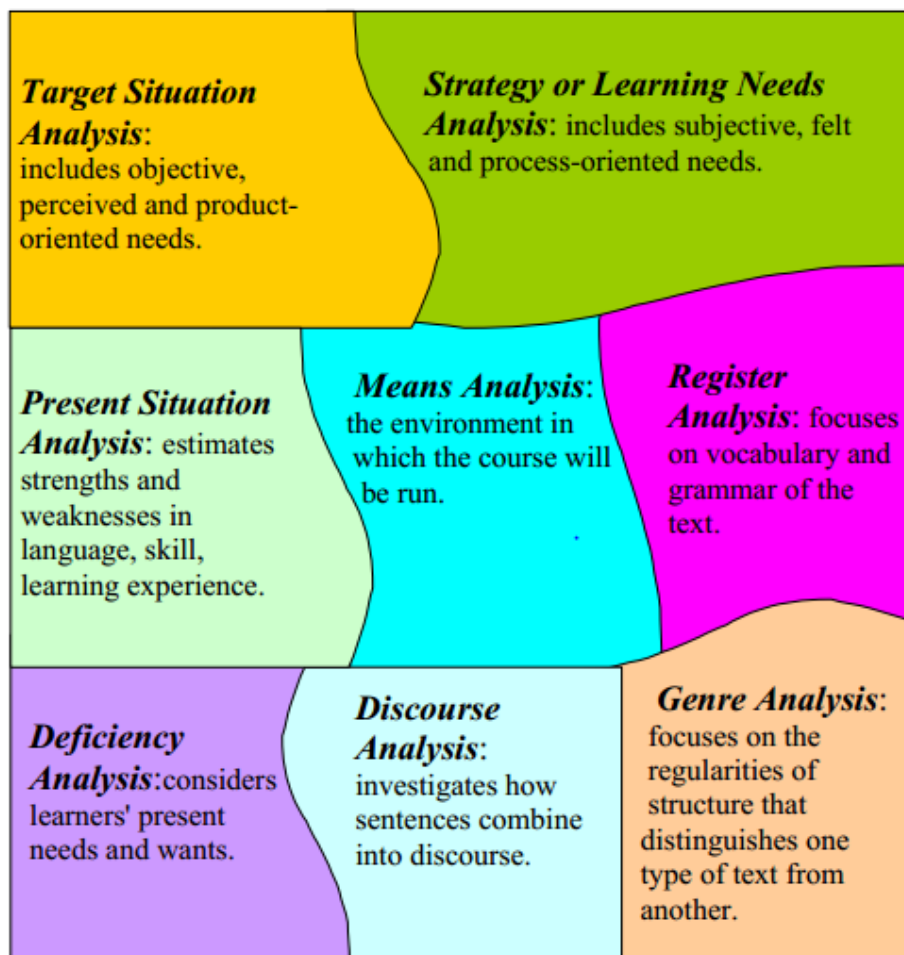 Target Situation
Analysis:
includes objective,
perceived and product-
oriented needs.
Strategy or Learning Needs
Analysis: includes subjective, felt
and process-oriented needs.
Present Situation
Analysis: estimates
strengths and
weaknesses in
language, skill,
learning experience.
Means Analysis:
the environment in
which the course will
be run.
Register
Analysis: focuses
on vocabulary and
grammar of the
text.
Deficiency
Analysis:considers
learners' present
needs and wants.
Discourse
Analysis:
investigates how
sentences combine
into discourse.
Genre Analysis:
focuses on the
regularities of
structure that
distinguishes one
type of text from
another.